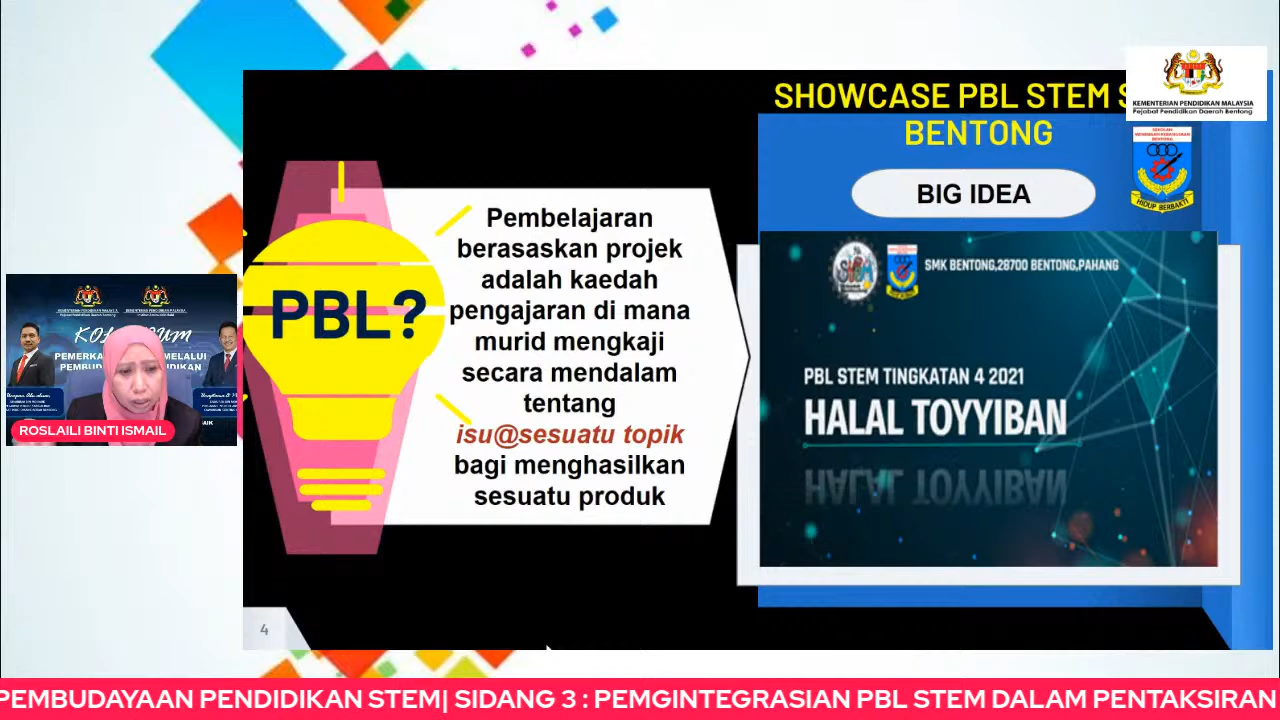 SHOWCASE PBL STEM
BENTONG
KEMENTERIAN PENDIDIKAN MALAYSIA
Pejabat Pendidikan Daerah Bentong
BIG IDEA
HIDUP BERBAKTI
PBL?
Pembelajaran
berasaskan projek
adalah kaedah
pengajaran di mana
murid mengkaji
secara mendalam
tentang
isu@sesuatu topik
bagi menghasilkan
sesuatu produk
SMK BENTONG,28700 BENTONG,PAHANG
PBL STEM TINGKATAN 4 2021
HALAL TOYYIBAN
ROSLAILI BINTI ISMAIL
4
PEMBUDAYAAN PENDIDIKAN STEM| SIDANG 3 : PEMGINTEGRASIAN PBL STEM DALAM PENTAKSIRAN